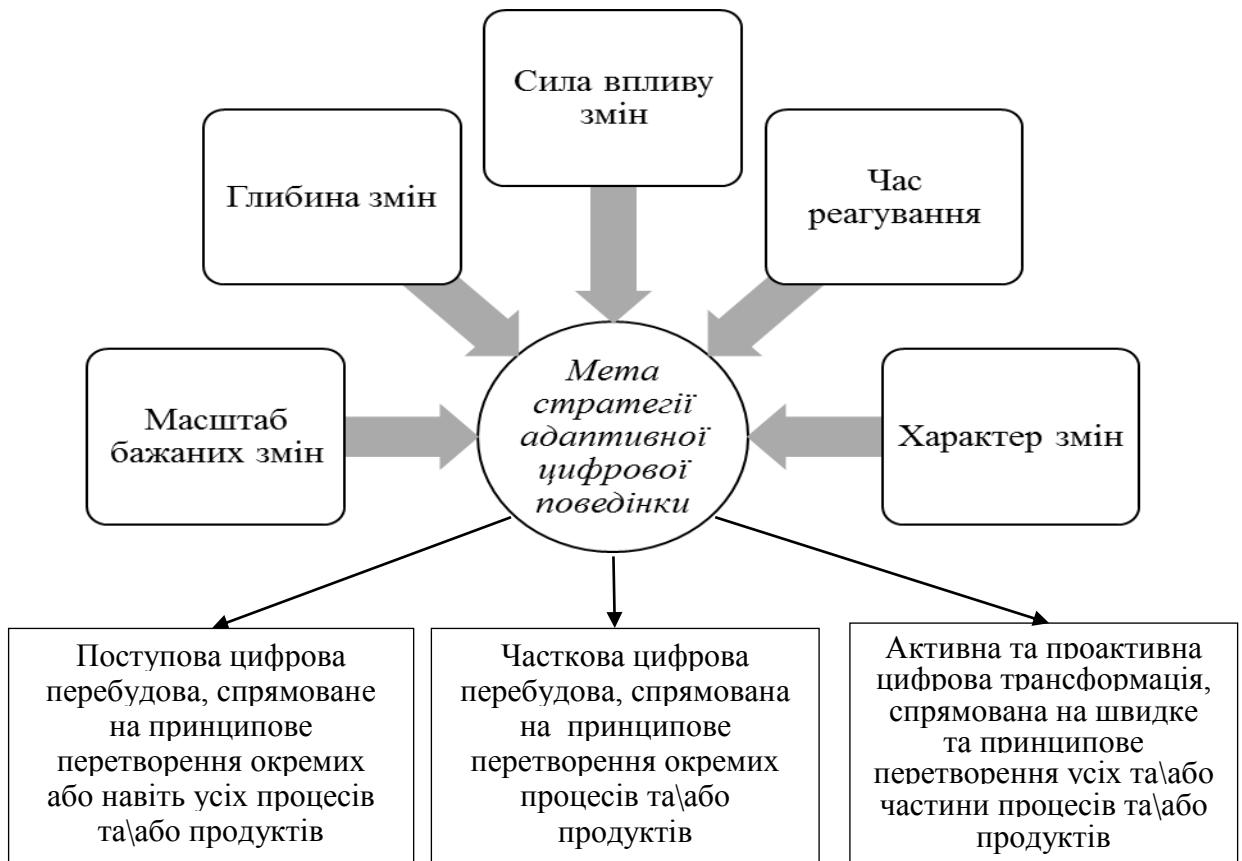 Сила впливу
змін
Глибина змін
Час
реагування
Масштаб
бажаних змін
Мета
стратегії
адаптивної
цифрової
поведінки
Характер змін
Поступова цифрова
перебудова, спрямоване
на принципове
перетворення окремих
або навіть усіх процесів
та\або продуктів
Часткова цифрова
перебудова, спрямована
на принципове
перетворення окремих
процесів та\або
продуктів
Активна та проактивна
цифрова трансформація,
спрямована на швидке
та принципове
перетворення усіх та\або
частини процесів та\або
продуктів